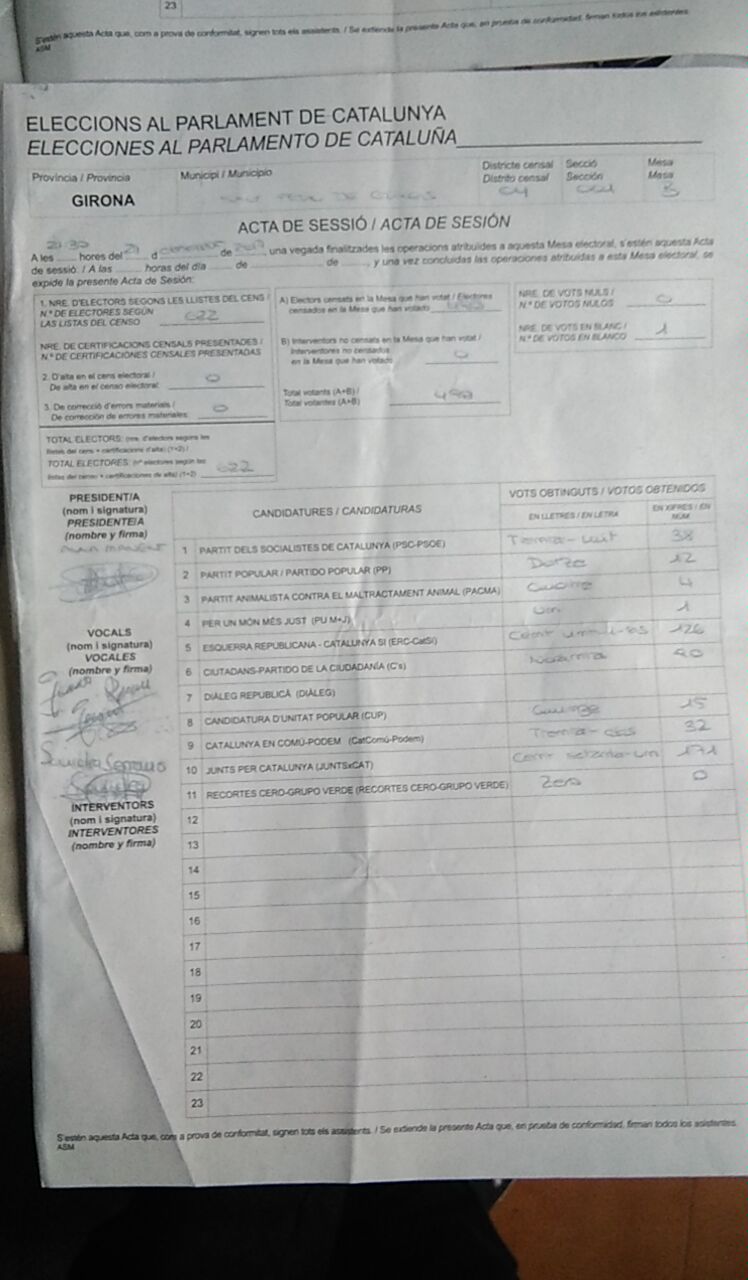 23
S'estén aquesta Acta que, com a prova de conformitat, signen tots els assistents. / Se extiende la presente Acta que, en prueba de conformidad, firman todos los asistentes.
ASM
ELECCIONS AL PARLAMENT DE CATALUNYA
ELECCIONES AL PARLAMENTO DE CATALUÑA
Provincia / Provincia Municipi / Municipio Districte censal Secció Mesa
Distrito censal Sección Mesa
GIRONA B
ACTA DE SESSIÓ / ACTA DE SESIÓN
21:30
A les hores del 21 d de 2017, una vegada finalitzades les operacions atribuïdes a aquesta Mesa electoral, s'estén aquesta Acta
de sessió. / A las horas del día de de , y una vez concluidas las operaciones atribuidas a esta Mesa electoral, se
expide la presente Acta de Sesión:
1. NRE. D'ELECTORS SEGONS LES LLISTES DEL CENS /
N.º DE ELECTORES SEGÚN
LAS LISTAS DEL CENSO 622
NRE. DE CERTIFICACIONS CENSALS PRESENTADES /
N.º DE CERTIFICACIONES CENSALES PRESENTADAS
2. D'alta en el cens electoral /
De alta en el censo electoral: 0
3. De correcció d'errors materials /
De corrección de errores materiales: 0
TOTAL ELECTORS: (nre. d'electors segons les
llistes del cens + certificacions d'alta) (1+2) /
TOTAL ELECTORES: (nº electores según las
listas del censo + certificaciones de alta) (1+2) 622
A) Electors censats en la Mesa que han votat / Electores
censados en la Mesa que han votado
B) Interventors no censats en la Mesa que han votat /
Interventores no censados
en la Mesa que han votado 0
Total votants (A+B) /
Total votantes (A+B)
NRE. DE VOTS NULS /
N.º DE VOTOS NULOS 0
NRE. DE VOTS EN BLANC /
N.º DE VOTOS EN BLANCO 1
PRESIDENT/A
(nom i signatura)
PRESIDENTE/A
(nombre y firma)
VOCALS
(nom i signatura)
VOCALES
(nombre y firma)
INTERVENTORS
(nom i signatura)
INTERVENTORES
(nombre y firma)
CANDIDATURES / CANDIDATURAS VOTS OBTINGUTS / VOTOS OBTENIDOS
EN LLETRES / EN LETRA EN XIFRES / EN NÚM.
1 PARTIT DELS SOCIALISTES DE CATALUNYA (PSC-PSOE) Trenta-vuit 38
2 PARTIT POPULAR / PARTIDO POPULAR (PP) Dotze 12
3 PARTIT ANIMALISTA CONTRA EL MALTRACTAMENT ANIMAL (PACMA) 4
4 PER UN MÓN MÉS JUST (PU M+J) un 1
5 ESQUERRA REPUBLICANA - CATALUNYA SÍ (ERC-CatSí) 126
6 CIUTADANS-PARTIDO DE LA CIUDADANÍA (C's) 90
7 DIÀLEG REPUBLICÀ (DIÀLEG)
8 CANDIDATURA D'UNITAT POPULAR (CUP) Quinze 15
9 CATALUNYA EN COMÚ-PODEM (CatComú-Podem) Trenta-dos 32
10 JUNTS PER CATALUNYA (JUNTSxCAT) Cent setanta-un 171
11 RECORTES CERO-GRUPO VERDE (RECORTES CERO-GRUPO VERDE) Zero 0
12
13
14
15
16
17
18
19
20
21
22
23
S'estén aquesta Acta que, com a prova de conformitat, signen tots els assistents. / Se extiende la presente Acta que, en prueba de conformidad, firman todos los asistentes.
ASM